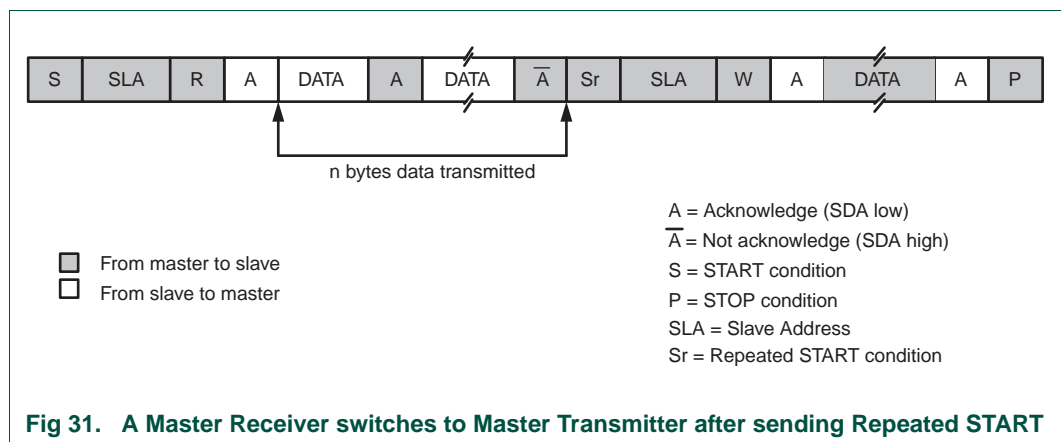 S SLA R A DATA A DATA A̅ Sr SLA W A DATA A P
n bytes data transmitted
From master to slave
From slave to master
A = Acknowledge (SDA low)
A̅ = Not acknowledge (SDA high)
S = START condition
P = STOP condition
SLA = Slave Address
Sr = Repeated START condition
Fig 31. A Master Receiver switches to Master Transmitter after sending Repeated START